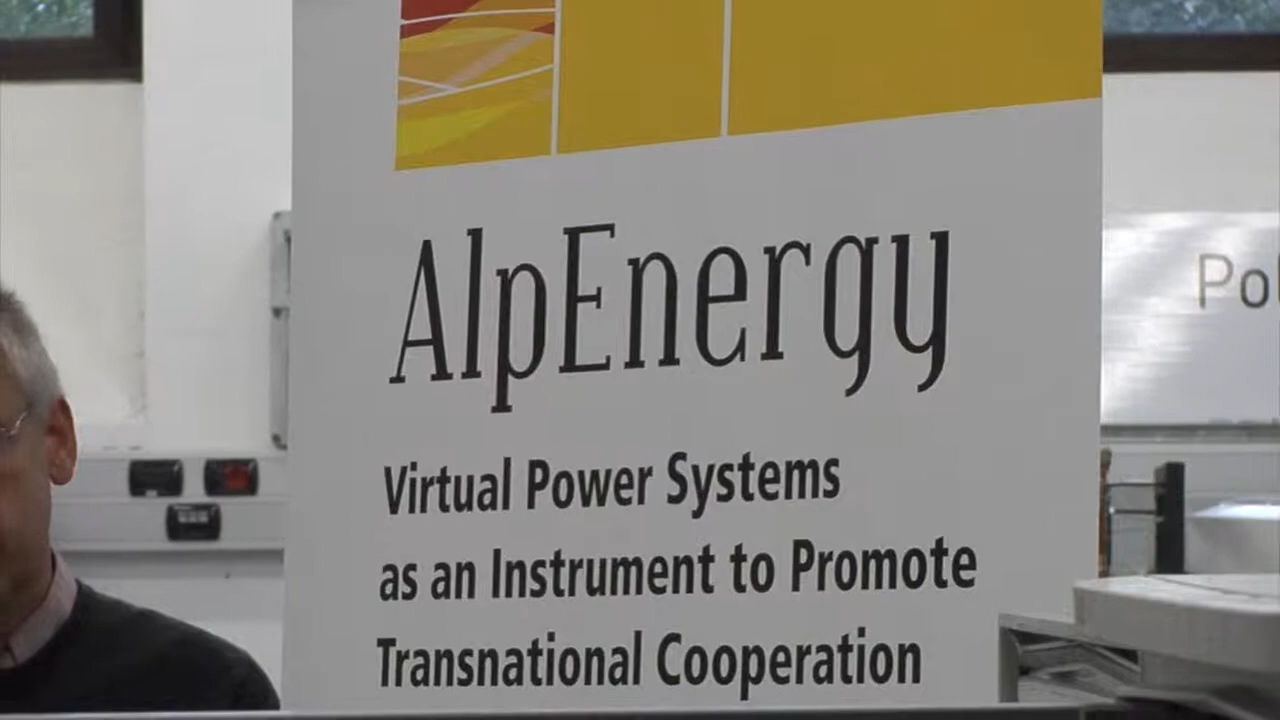 AlpEnergy
Virtual Power Systems
as an Instrument to Promote
Transnational Cooperation